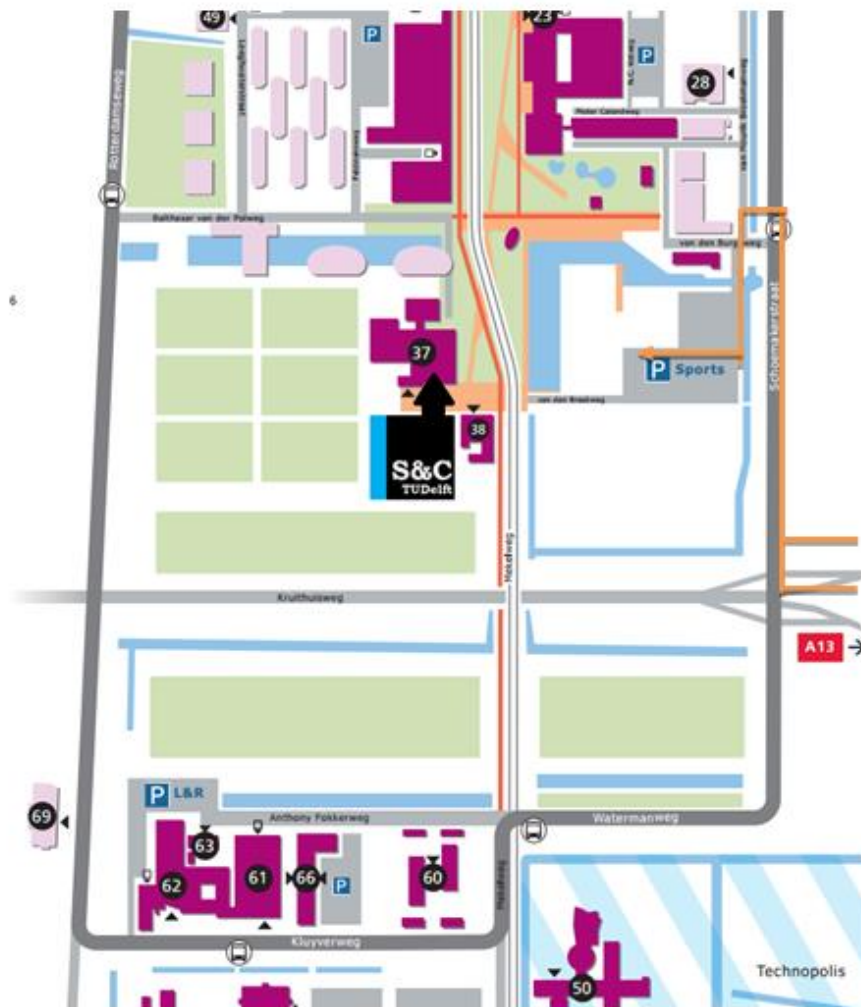 49
23
P
P
28
Rotterdamseweg
Balthasar van der Polweg
van den Burghweg
6
37
P Sports
Schoemakerstraat
van den Broekweg
38
S&C
TUDelft
Mekelweg
Kruithuisweg
A13
P L&R
69
Anthony Fokkerweg
Watermanweg
63
62
61
66
P
60
Kluyverweg
Technopolis
50